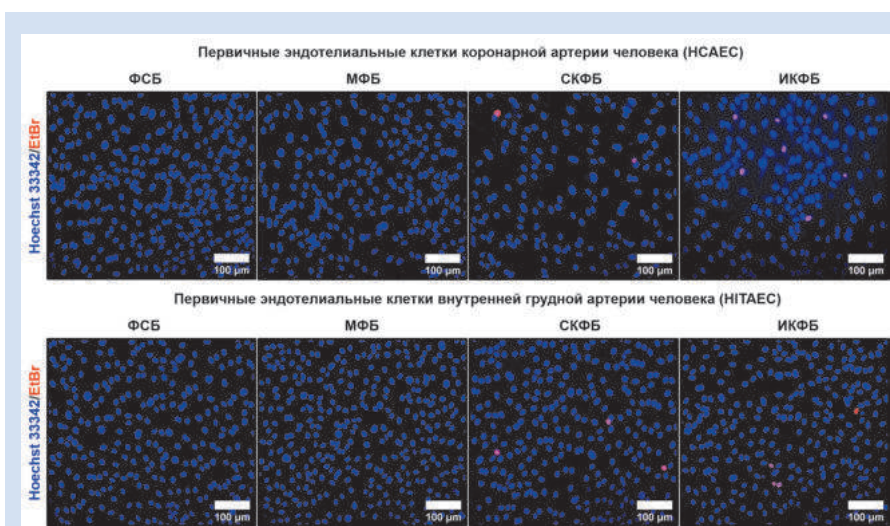 Первичные эндотелиальные клетки коронарной артерии человека (HCAEC)
ФСБ МФБ СКФБ ИКФБ
Hoechst 33342/EtBr
100 µm 100 µm 100 µm 100 µm
Первичные эндотелиальные клетки внутренней грудной артерии человека (HITAEC)
ФСБ МФБ СКФБ ИКФБ
Hoechst 33342/EtBr
100 µm 100 µm 100 µm 100 µm